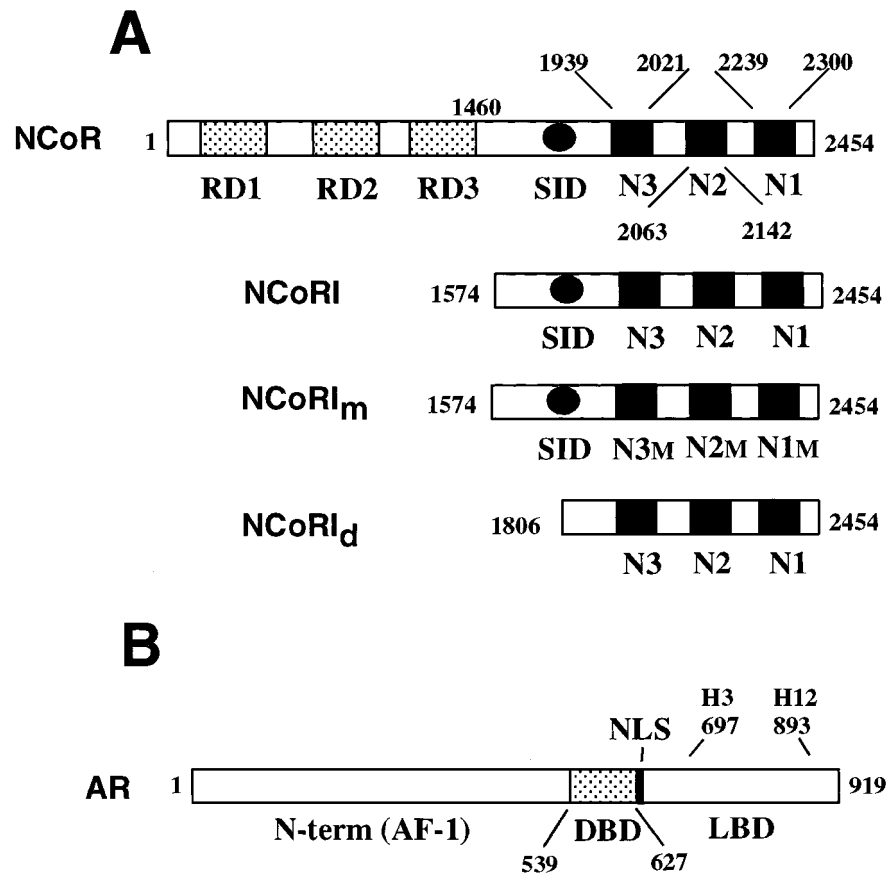 A
1939 2021 2239 2300
1460
NCoR 1 2454
RD1 RD2 RD3 SID N3 N2 N1
2063 2142
NCoRI 1574 2454
SID N3 N2 N1
NCoRIm 1574 2454
SID N3M N2M N1M
NCoRId 1806 2454
N3 N2 N1
B
H3 H12
NLS 697 893
AR 1 919
N-term (AF-1) DBD LBD
539 627